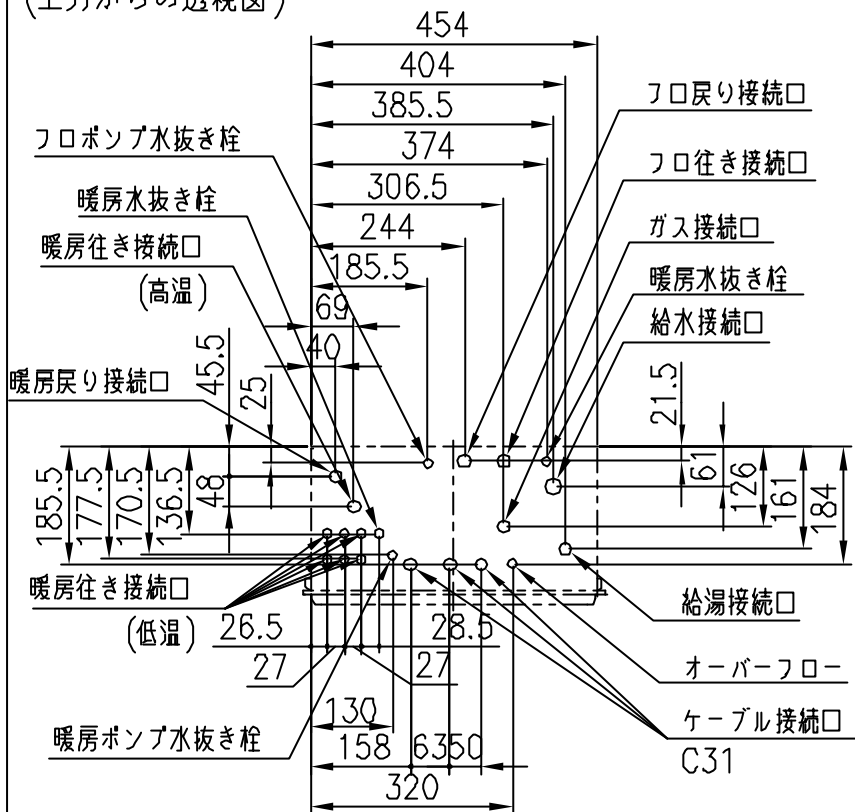 (上方からの透視図)
454
404
385.5
374
306.5
244
185.5
69
40
フロポンプ水抜き栓
暖房水抜き栓
暖房往き接続口
(高温)
暖房戻り接続口
フロ戻り接続口
フロ往き接続口
ガス接続口
暖房水抜き栓
給水接続口
45.5
25
48
185.5
177.5
170.5
136.5
21.5
61
126
161
184
暖房往き接続口
(低温)
26.5
28.5
27
27
給湯接続口
オーバーフロー
ケーブル接続口
C31
暖房ポンプ水抜き栓
130
158
63
50
320